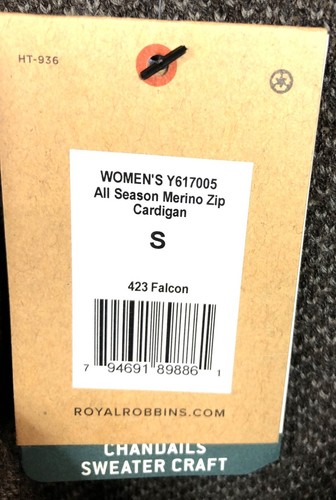 HT-936
WOMEN'S Y617005
All Season Merino Zip
Cardigan
S
423 Falcon
7 94691 89886 1
ROYALROBBINS.COM
CHANDAILS
SWEATER CRAFT